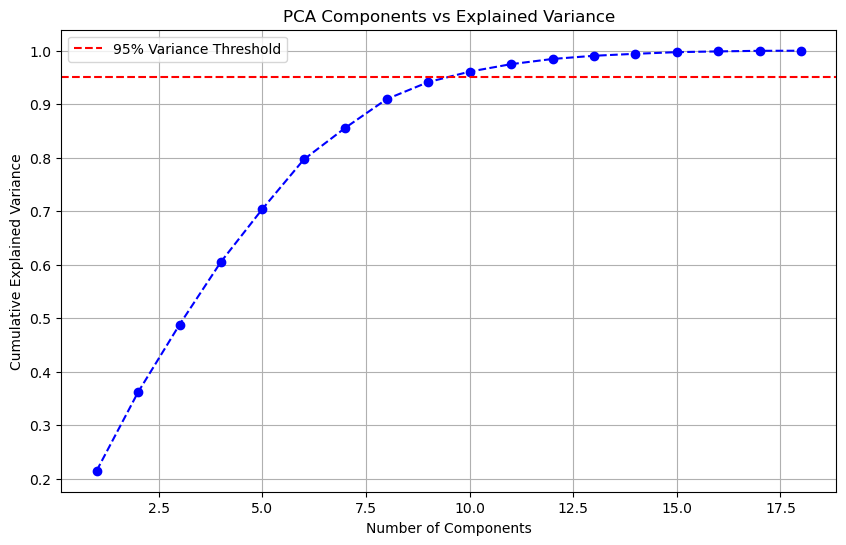 PCA Components vs Explained Variance
95% Variance Threshold
Cumulative Explained Variance
1.0
0.9
0.8
0.7
0.6
0.5
0.4
0.3
0.2
2.5 5.0 7.5 10.0 12.5 15.0 17.5
Number of Components